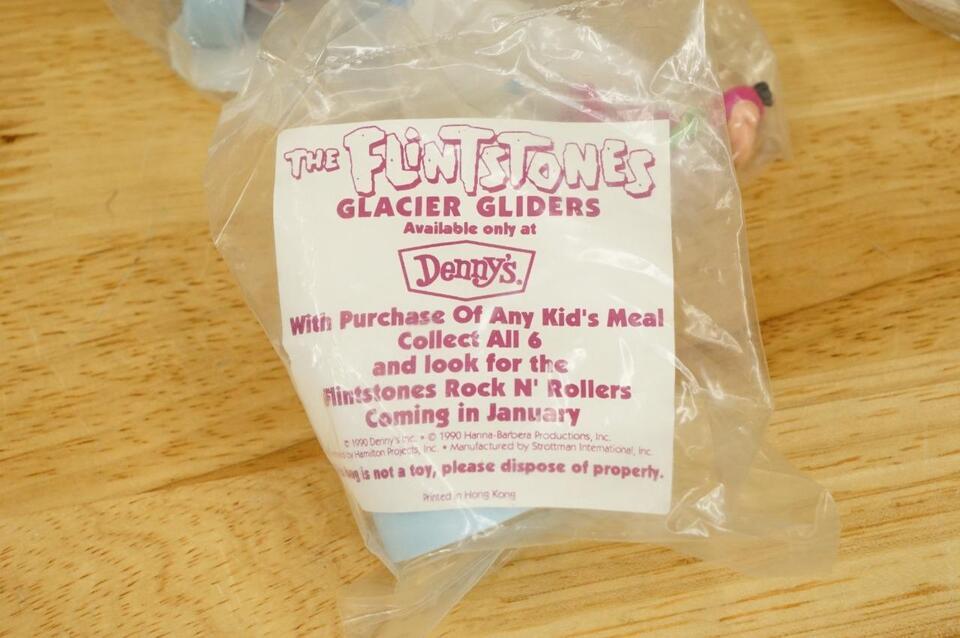 THE FLINTSTONES
GLACIER GLIDERS
Available only at
Denny's®
With Purchase Of Any Kid's Meal
Collect All 6
and look for the
Flintstones Rock N' Rollers
Coming in January
© 1990 Denny's Inc. • © 1990 Hanna-Barbera Productions, Inc.
by Hamilton Projects, Inc. • Manufactured by Strottman International, Inc.
bag is not a toy, please dispose of properly.
Printed in Hong Kong